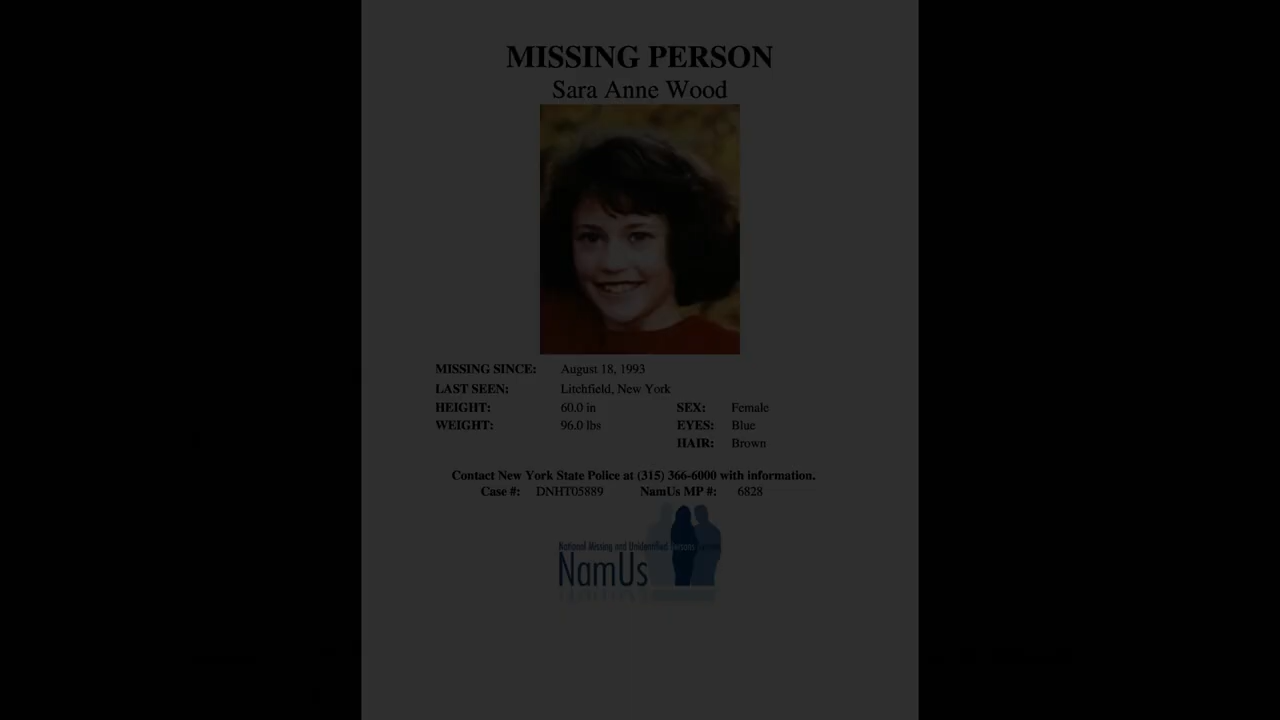 MISSING PERSON
Sara Anne Wood
MISSING SINCE: August 18, 1993
LAST SEEN: Litchfield, New York
HEIGHT: 60.0 in SEX: Female
WEIGHT: 96.0 lbs EYES: Blue
HAIR: Brown
Contact New York State Police at (315) 366-6000 with information.
Case #: DNHT05889 NamUs MP #: 6828
National Missing and Unidentified Persons System
NamUs